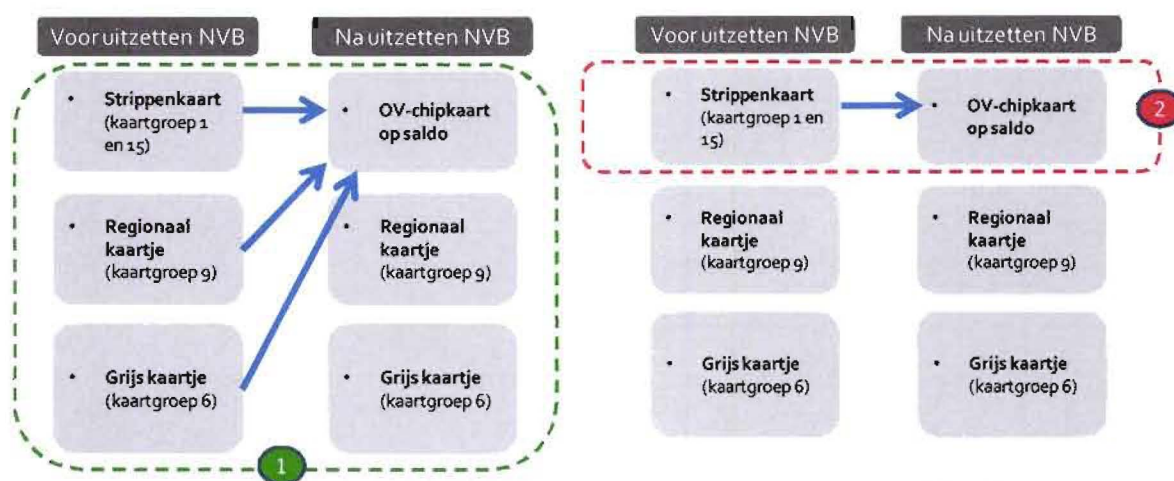 Voor uitzetten NVB
Na uitzetten NVB
• Strippenkaart
(kaartgroep 1
en 15)
• OV-chipkaart
op saldo
• Regionaal
kaartje
(kaartgroep 9)
• Regionaal
kaartje
(kaartgroep 9)
• Grijs kaartje
(kaartgroep 6)
• Grijs kaartje
(kaartgroep 6)
1
Voor uitzetten NVB
Na uitzetten NVB
• Strippenkaart
(kaartgroep 1 en
15)
• OV-chipkaart
op saldo
2
• Regionaal
kaartje
(kaartgroep 9)
• Regionaal
kaartje
(kaartgroep 9)
• Grijs kaartje
(kaartgroep 6)
• Grijs kaartje
(kaartgroep 6)